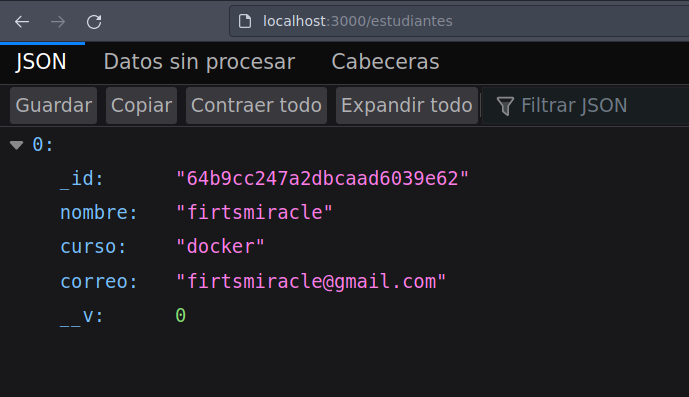 localhost:3000/estudiantes
JSON Datos sin procesar Cabeceras
Guardar Copiar Contraer todo Expandir todo Filtrar JSON
0:
_id: "64b9cc247a2dbcaad6039e62"
nombre: "firtsmiracle"
curso: "docker"
correo: "firtsmiracle@gmail.com"
__v: 0